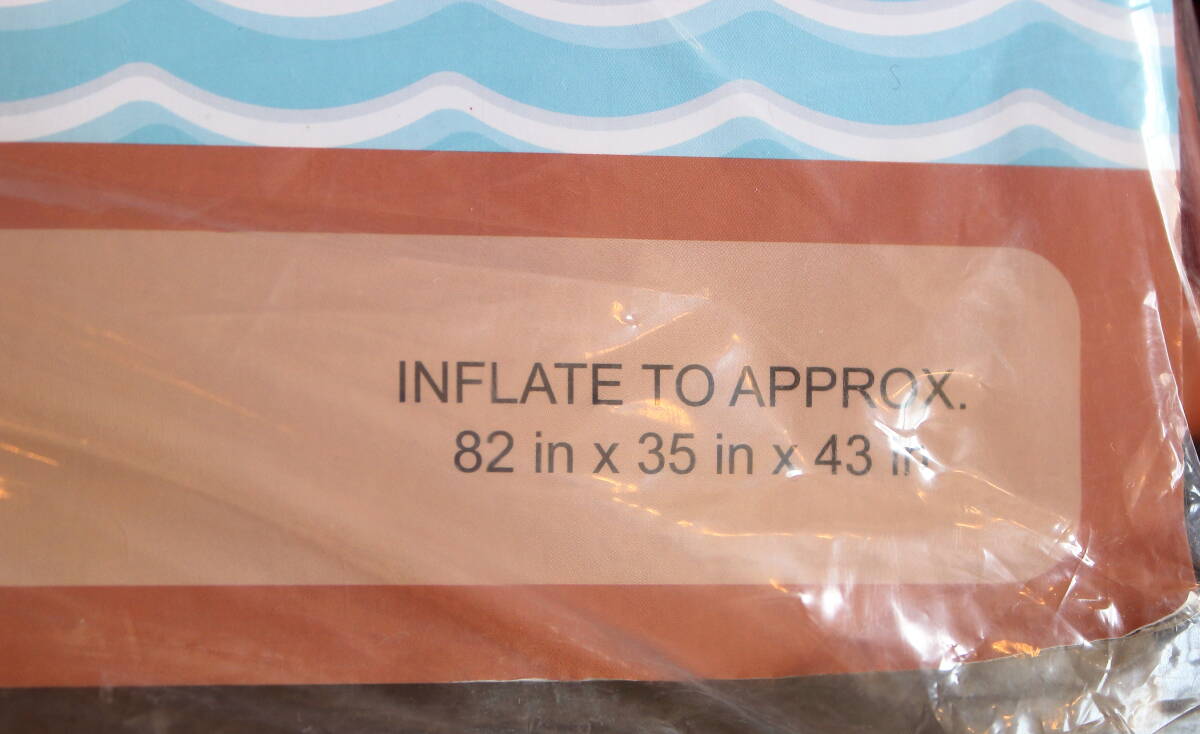 INFLATE TO APPROX.
82 in x 35 in x 43 in